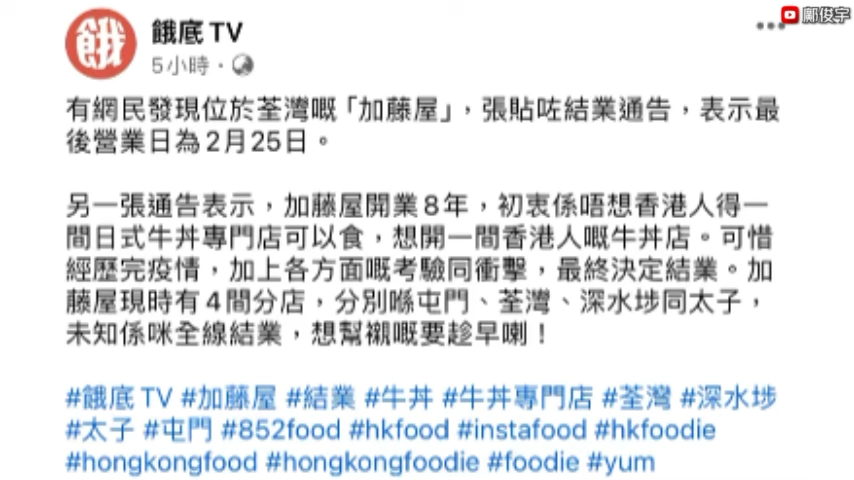 鄺俊宇
餓
餓底TV
5小時
有網民發現位於荃灣嘅「加藤屋」，張貼咗結業通告，表示最
後營業日為2月25日。
另一張通告表示，加藤屋開業8年，初衷係唔想香港人得一
間日式牛丼專門店可以食，想開一間香港人嘅牛丼店。可惜
經歷完疫情，加上各方面嘅考驗同衝擊，最終決定結業。加
藤屋現時有4間分店，分別喺屯門、荃灣、深水埗同太子，
未知係咪全線結業，想幫襯嘅要趁早喇！
#餓底TV #加藤屋 #結業 #牛丼 #牛丼專門店 #荃灣 #深水埗
#太子 #屯門 #852food #hkfood #instafood #hkfoodie
#hongkongfood #hongkongfoodie #foodie #yum